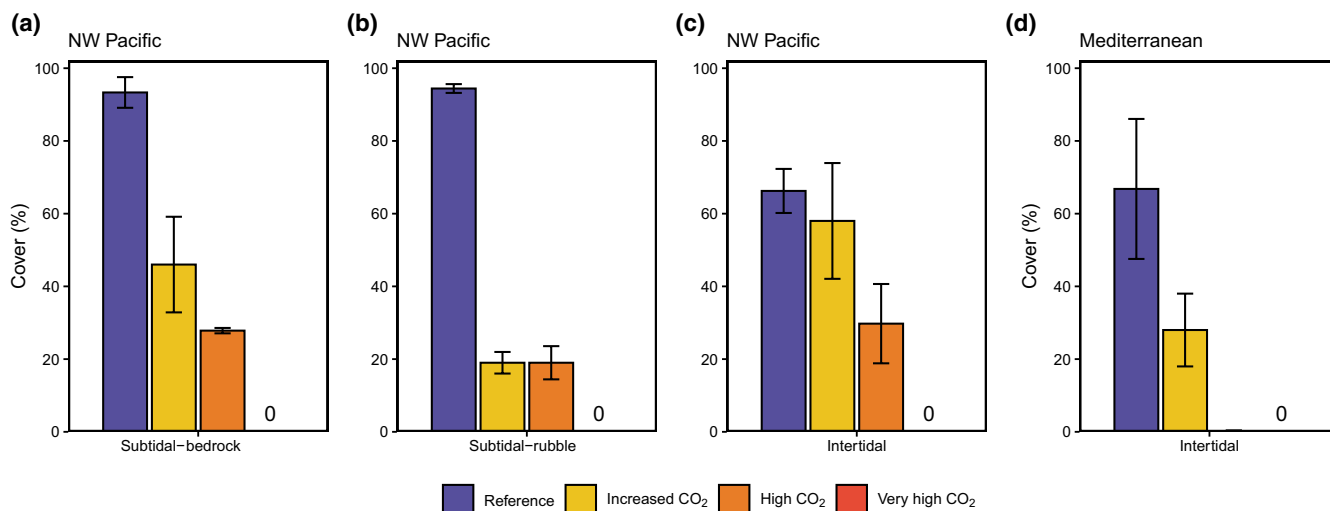 (a) (b) (c) (d)
NW Pacific NW Pacific NW Pacific Mediterranean
100 100 100 100
80 80 80 80
60 60 60 60
40 40 40 40
20 20 20 20
0 0 0 0
0 0 0 0
Cover (%) Cover (%)
Subtidal−bedrock Subtidal−rubble Intertidal Intertidal
Reference Increased CO₂ High CO₂ Very high CO₂